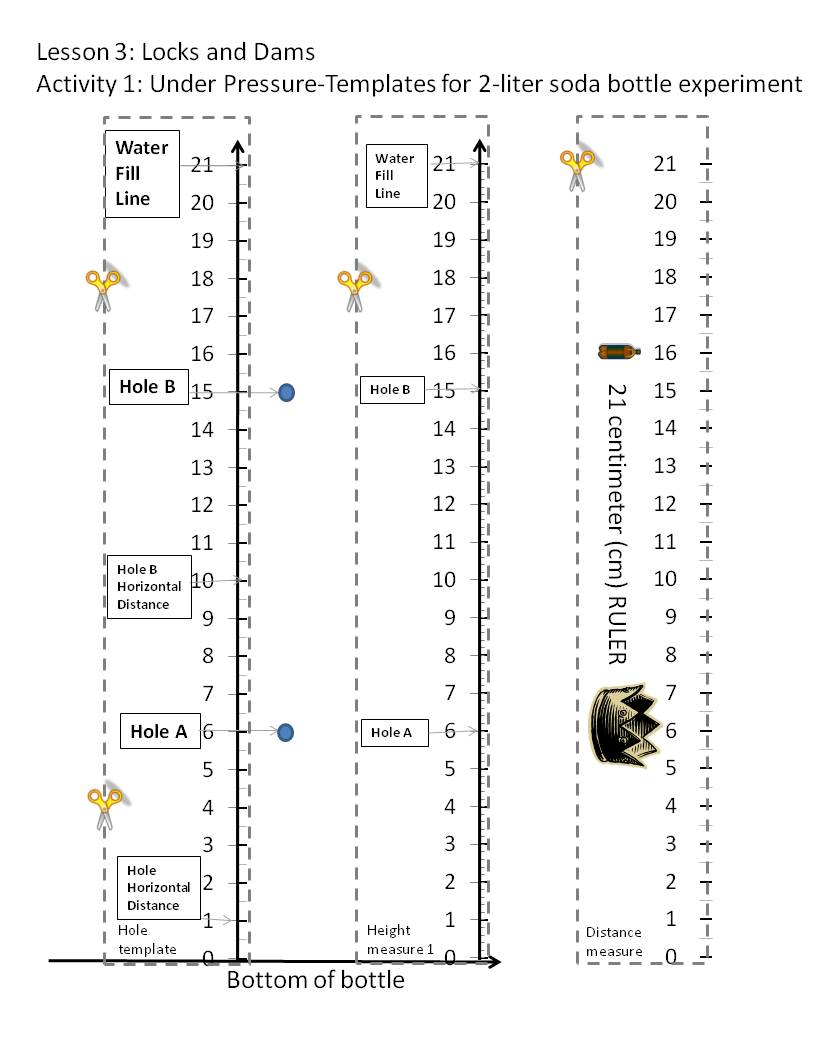 Lesson 3: Locks and Dams
Activity 1: Under Pressure-Templates for 2-liter soda bottle experiment
Water
Fill
Line
21
20
19
18
17
16
Hole B
15
14
13
12
11
Hole B
Horizontal
Distance
10
9
8
7
Hole A
6
5
4
3
Hole
Horizontal
Distance
2
1
Hole
template
0
Water
Fill
Line
21
20
19
18
17
16
Hole B
15
14
13
12
11
10
9
8
7
Hole A
6
5
4
3
2
1
Height
measure 1
0
21
20
19
18
17
16
15
14
13
12
11
10
9
8
7
6
5
4
3
2
1
0
21 centimeter (cm) RULER
Distance
measure
Bottom of bottle